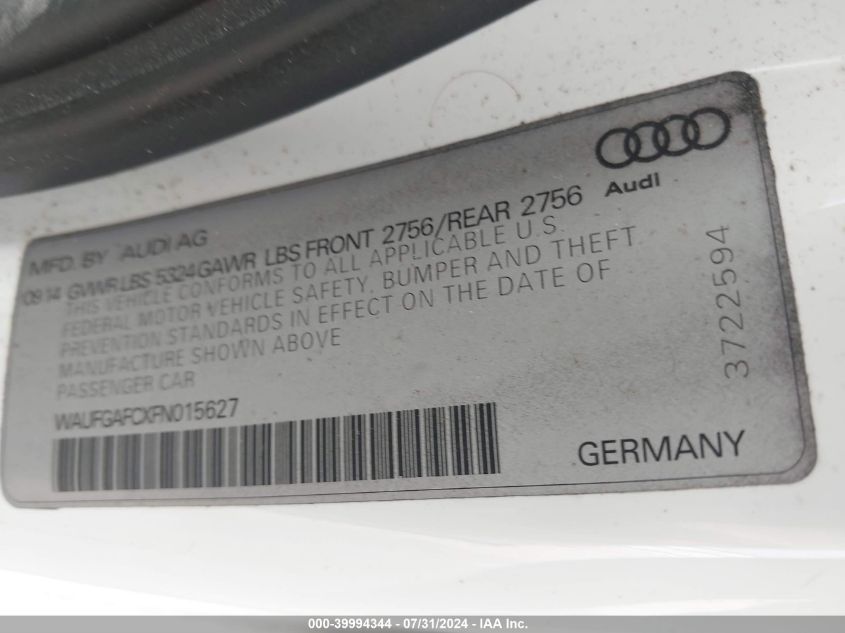 Audi
MFD. BY AUDI AG
09 14 GVWR LBS 5324 GAWR LBS FRONT 2756/REAR 2756
THIS VEHICLE CONFORMS TO ALL APPLICABLE U.S.
FEDERAL MOTOR VEHICLE SAFETY, BUMPER AND THEFT
PREVENTION STANDARDS IN EFFECT ON THE DATE OF
MANUFACTURE SHOWN ABOVE
PASSENGER CAR
WAUFGAFCXFN015627
GERMANY
3722594
000-39994344 - 07/31/2024 - IAA Inc.